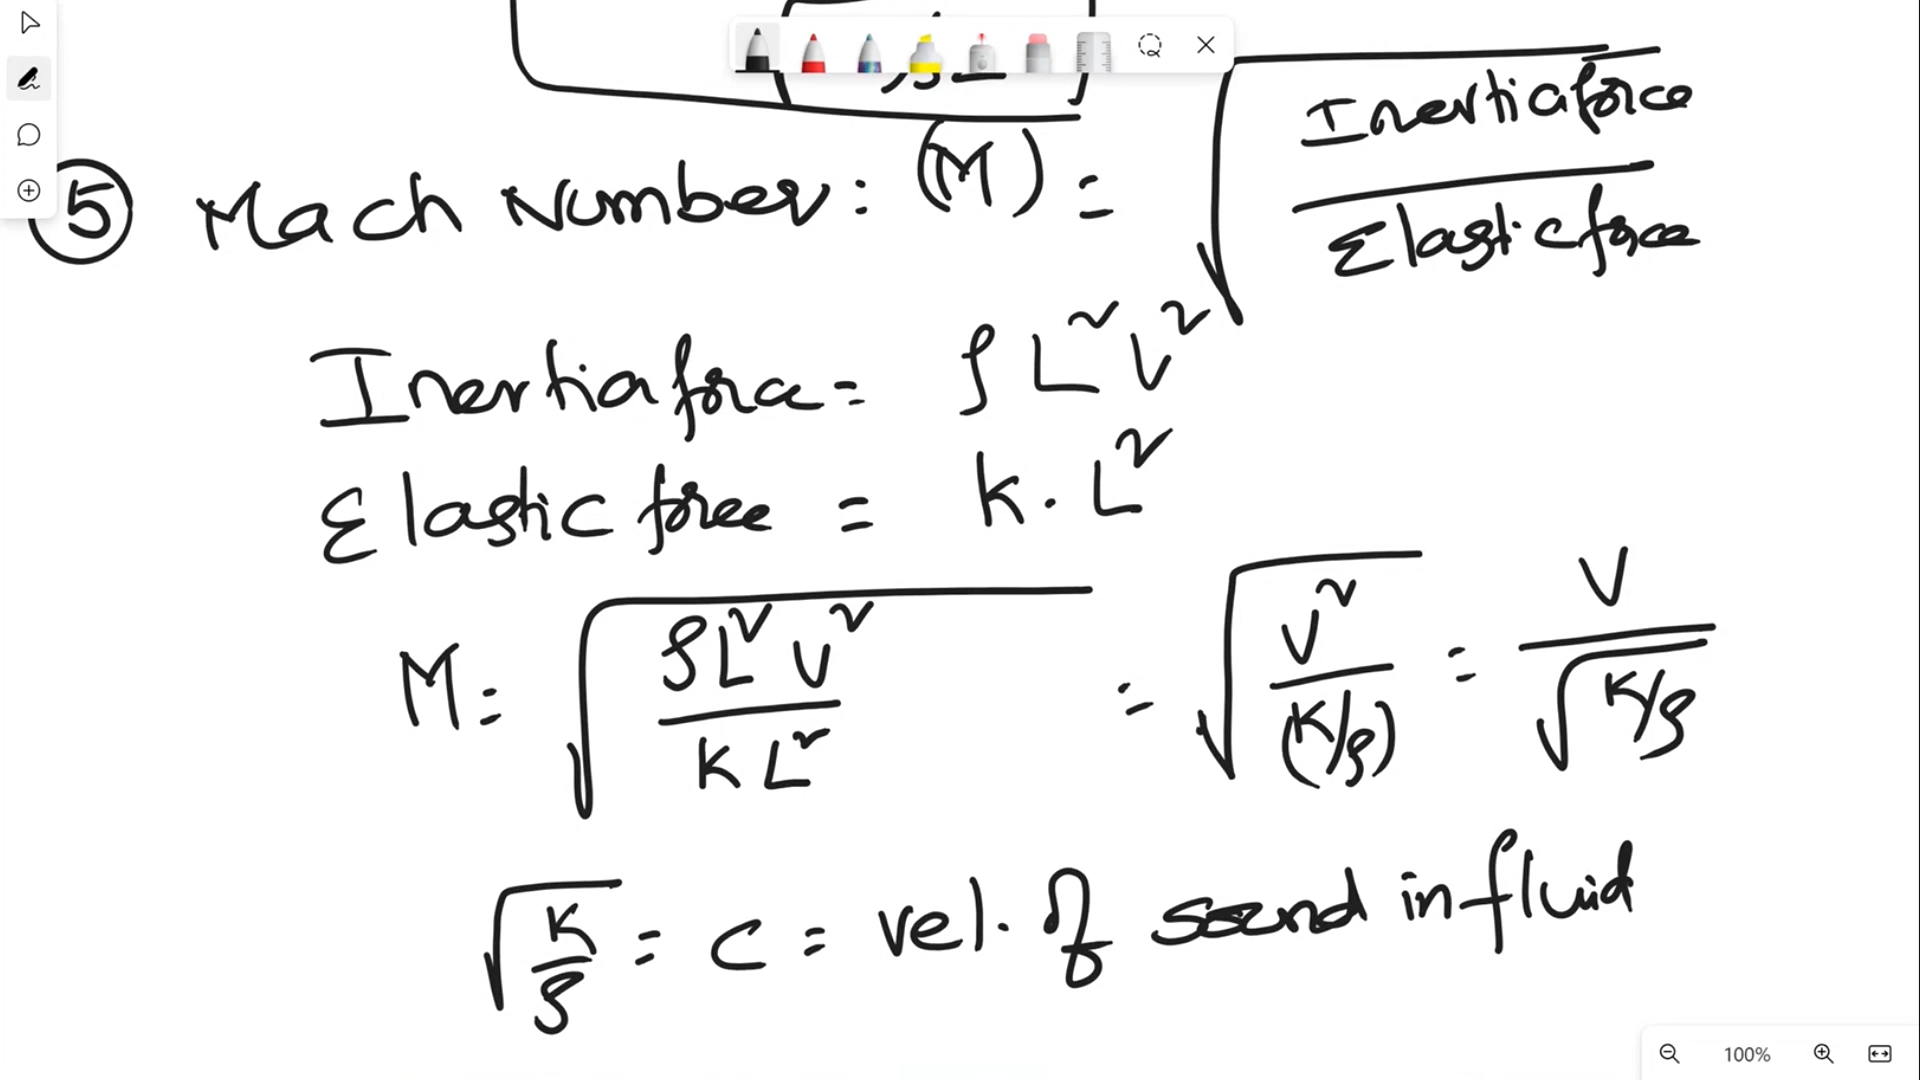 ⑤ Mach Number: (M) = √(Inertia force / Elastic force)
Inertia force = ρ L² V²
Elastic force = K . L²
M = √(ρL² V² / K L²) = √(V² / (K/ρ)) = V / √(K/ρ)
√(K/ρ) = C = vel. of sound in fluid
100%